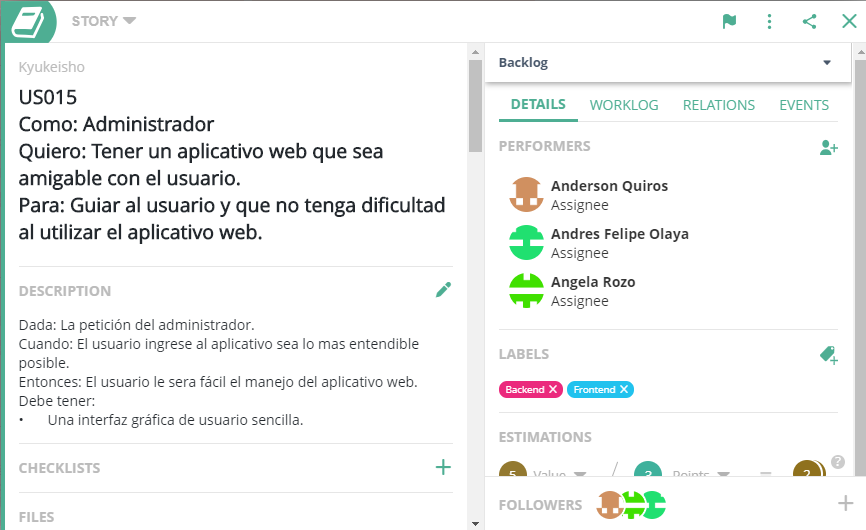 STORY
Kyukeisho
US015
Como: Administrador
Quiero: Tener un aplicativo web que sea
amigable con el usuario.
Para: Guiar al usuario y que no tenga dificultad
al utilizar el aplicativo web.
DESCRIPTION
Dada: La petición del administrador.
Cuando: El usuario ingrese al aplicativo sea lo mas entendible
posible.
Entonces: El usuario le sera fácil el manejo del aplicativo web.
Debe tener:
• Una interfaz gráfica de usuario sencilla.
CHECKLISTS
FILES
Backlog
DETAILS WORKLOG RELATIONS EVENTS
PERFORMERS
Anderson Quiros
Assignee
Andres Felipe Olaya
Assignee
Angela Rozo
Assignee
LABELS
Backend
Frontend
ESTIMATIONS
5 Value / 3 Points = 2
FOLLOWERS